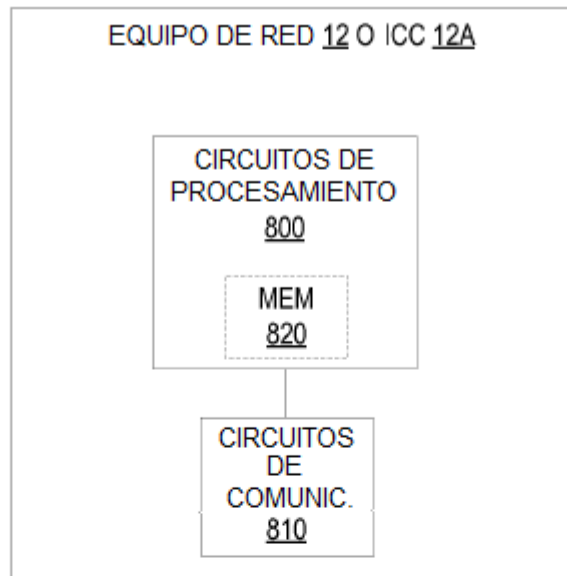 EQUIPO DE RED 12 O ICC 12A
CIRCUITOS DE
PROCESAMIENTO
800
MEM
820
CIRCUITOS
DE
COMUNIC.
810